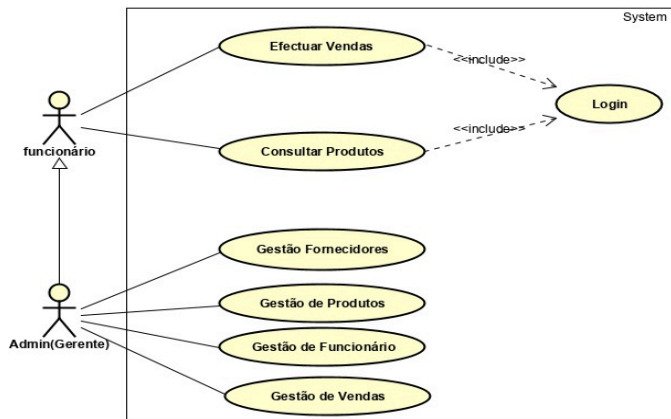 System
Efectuar Vendas
<<include>>
Login
<<include>>
funcionário
Consultar Produtos
Gestão Fornecedores
Gestão de Produtos
Admin(Gerente)
Gestão de Funcionário
Gestão de Vendas